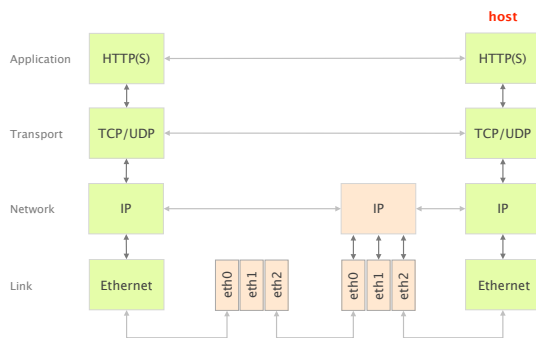 host
Application HTTP(S) HTTP(S)
Transport TCP/UDP TCP/UDP
Network IP IP IP
Link Ethernet eth0 eth1 eth2 eth0 eth1 eth2 Ethernet